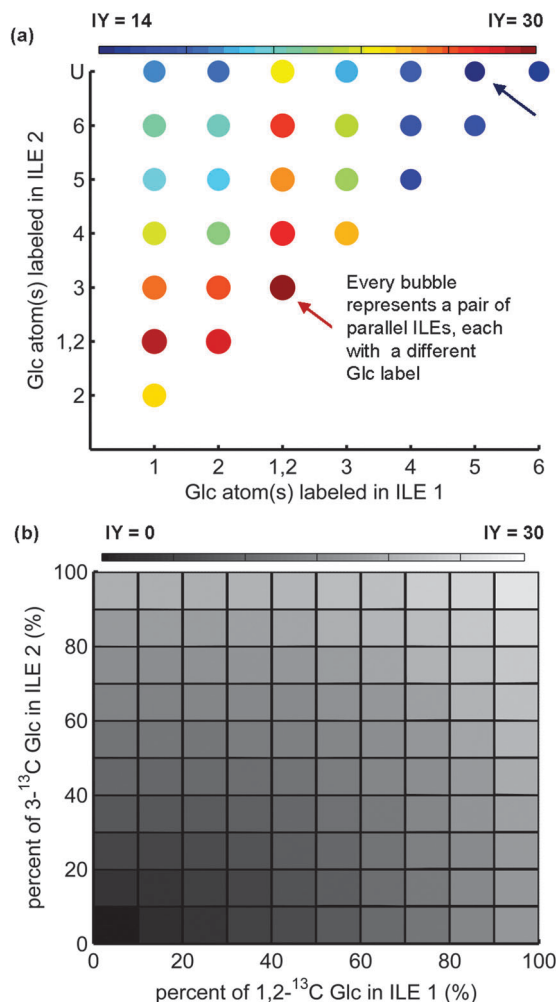 (a)
IY = 14
IY= 30
U
6
5
4
3
1,2
2
Glc atom(s) labeled in ILE 2
Every bubble
represents a pair of
parallel ILEs, each
with a different
Glc label
1 2 1,2 3 4 5 6
Glc atom(s) labeled in ILE 1
(b)
IY = 0
IY = 30
100
80
60
40
20
0
percent of 3-¹³C Glc in ILE 2 (%)
0 20 40 60 80 100
percent of 1,2-¹³C Glc in ILE 1 (%)